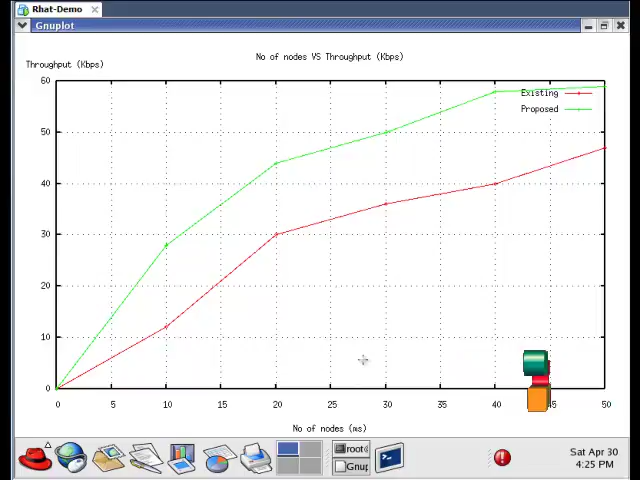 Rhat-Demo
Gnuplot
No of nodes VS Throughput (Kbps)
Throughput (Kbps)
60
50
40
30
20
10
0
Existing
Proposed
0 5 10 15 20 25 30 35 40 45 50
No of nodes (ms)
root@
Gnup
Sat Apr 30
4:25 PM